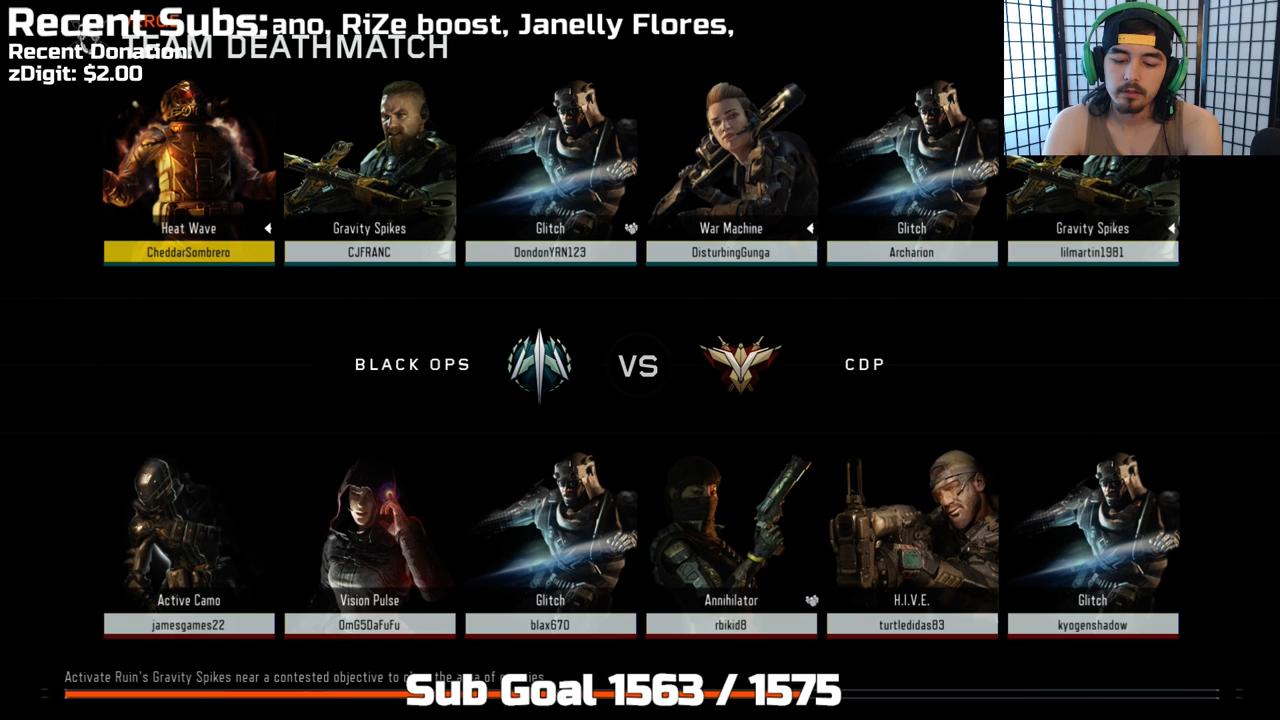 Recent Subs: ano, RiZe boost, Janelly Flores,
TEAM DEATHMATCH
Recent Donation:
zDigit: $2.00
Heat Wave
CheddarSombrero
Gravity Spikes
CJFRANC
Glitch
DondonYRN123
War Machine
DisturbingGunga
Glitch
Archarion
Gravity Spikes
lilmartin1981
BLACK OPS
VS
CDP
Active Camo
jamesgames22
Vision Pulse
OmG5DaFuFu
Glitch
blax670
Annihilator
rbikid8
H.I.V.E.
turtledidas83
Glitch
kyogenshadow
Activate Ruin's Gravity Spikes near a contested objective to
Sub Goal 1563 / 1575